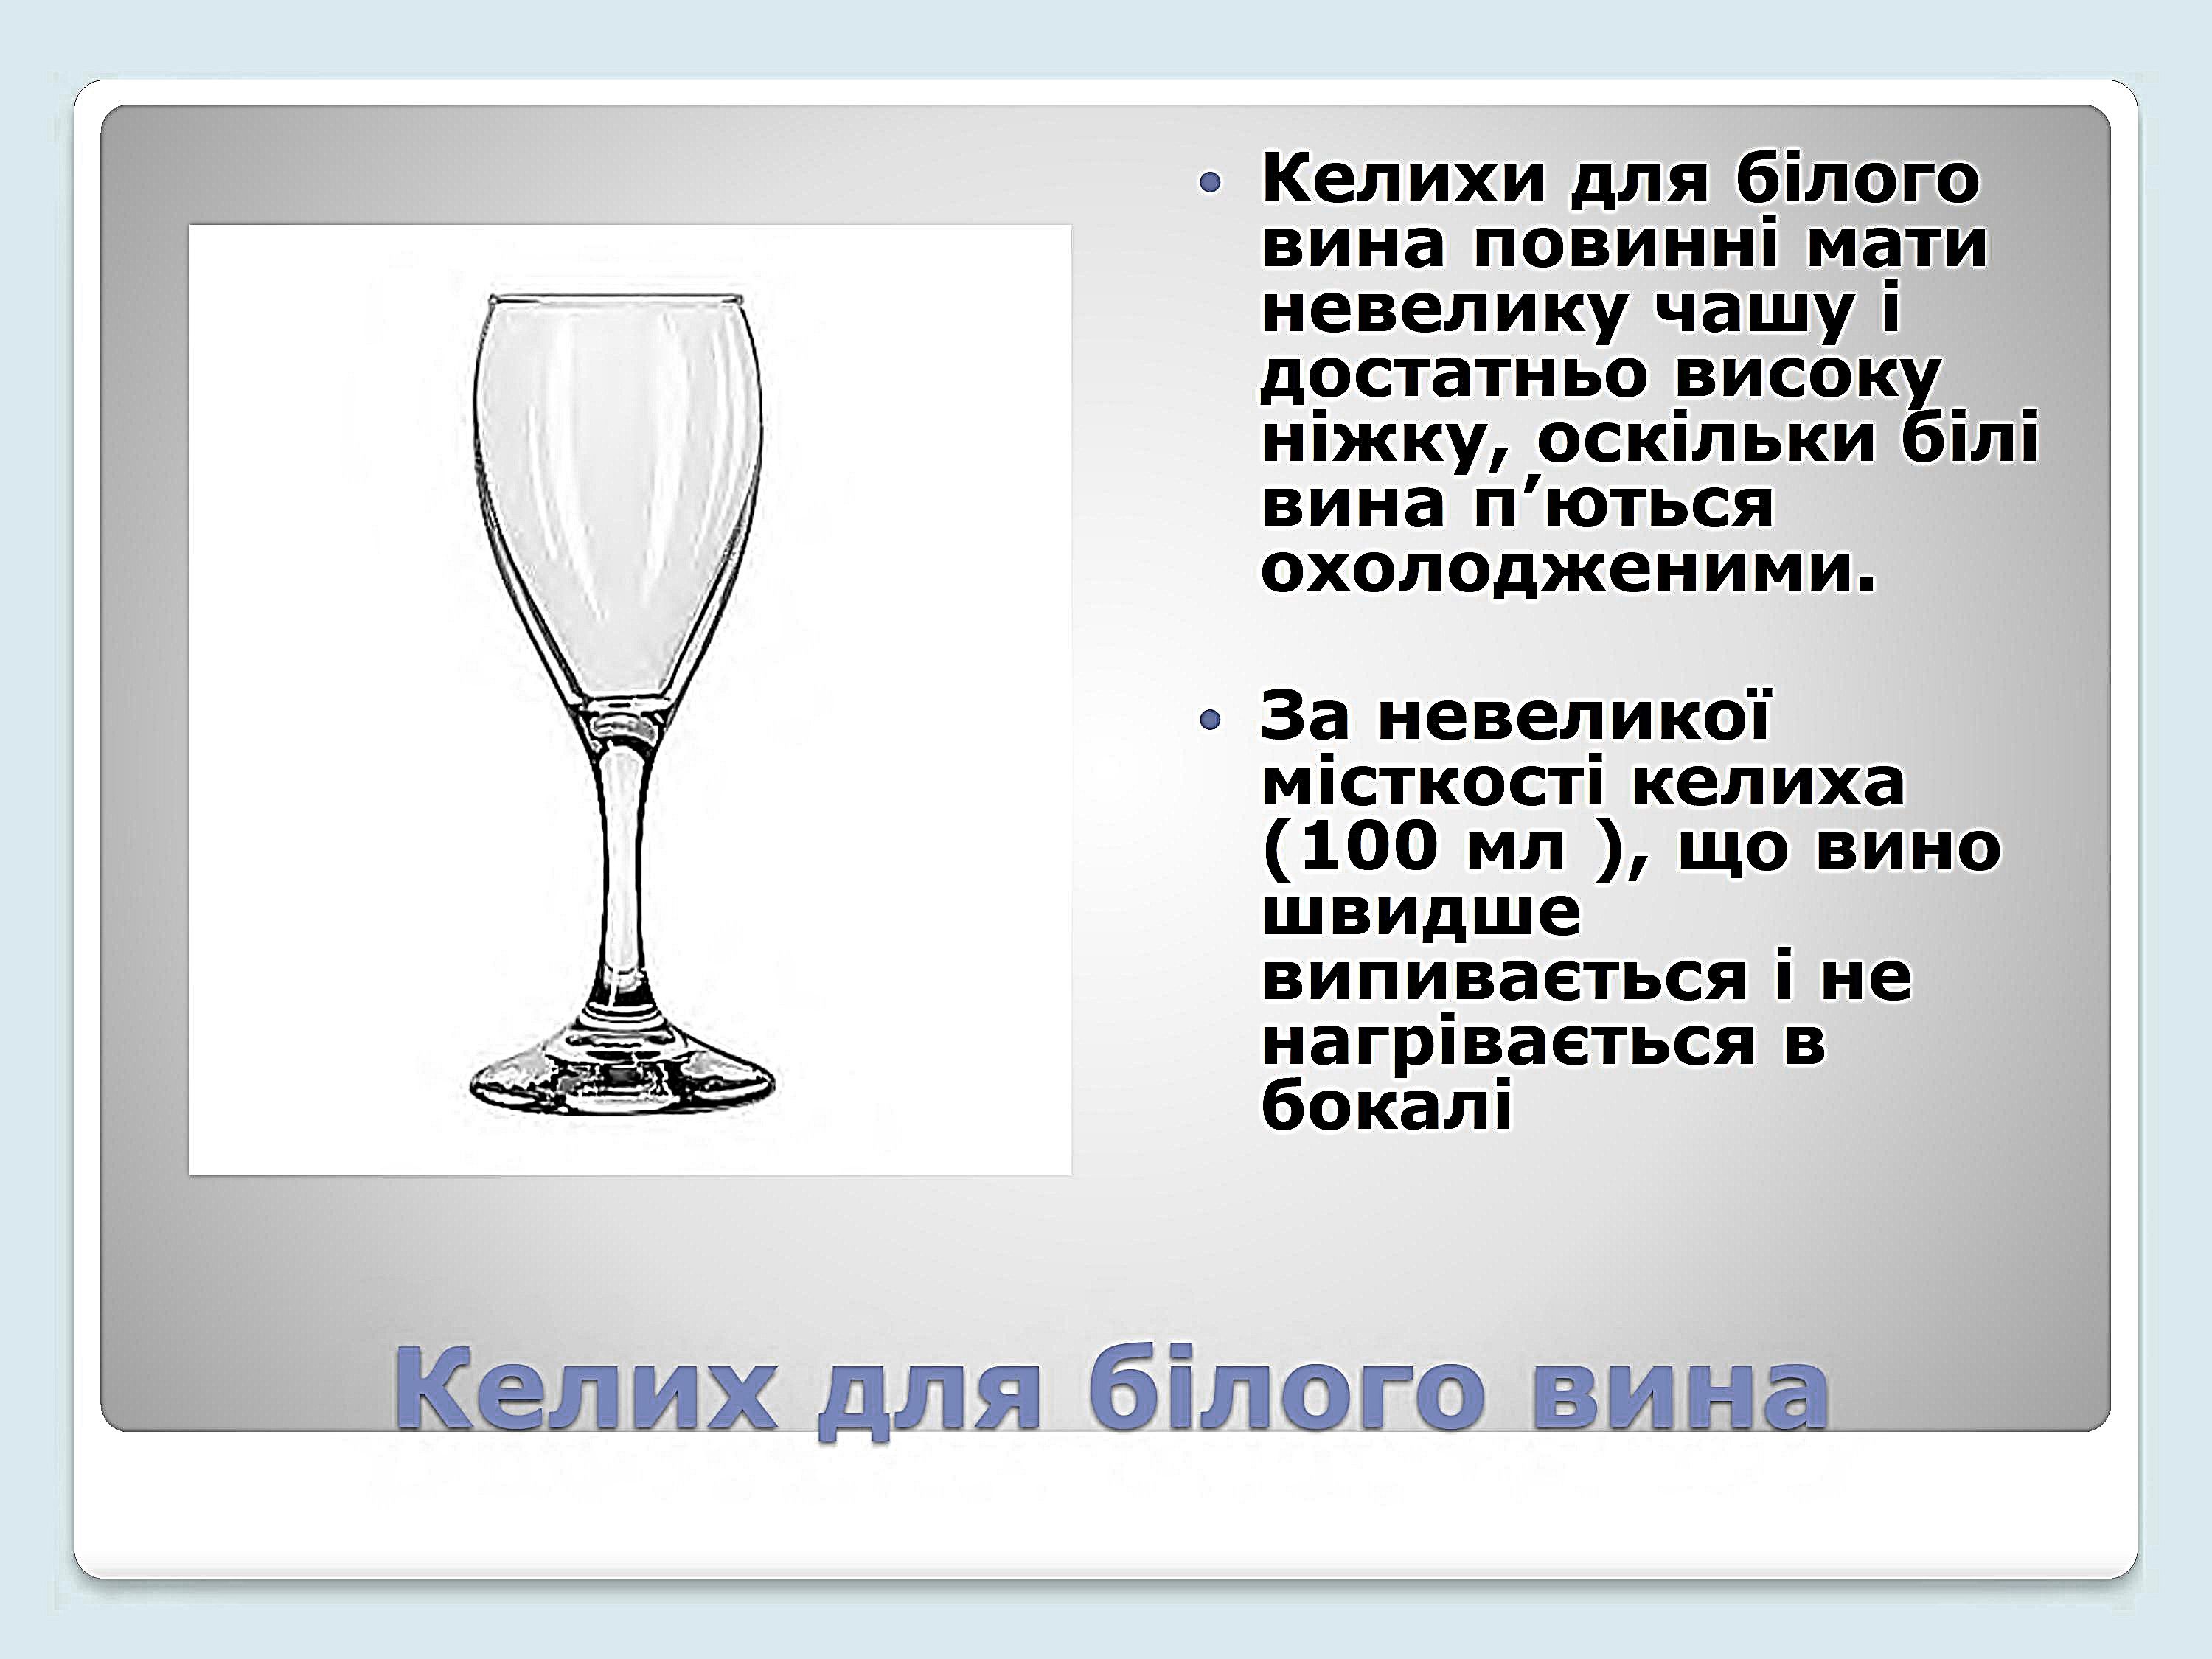 • Келихи для білого
вина повинні мати
невелику чашу і
достатньо високу
ніжку, оскільки білі
вина п’ються
охолодженими.
• За невеликої
місткості келиха
(100 мл ), що вино
швидше
випивається і не
нагрівається в
бокалі
Келих для білого вина